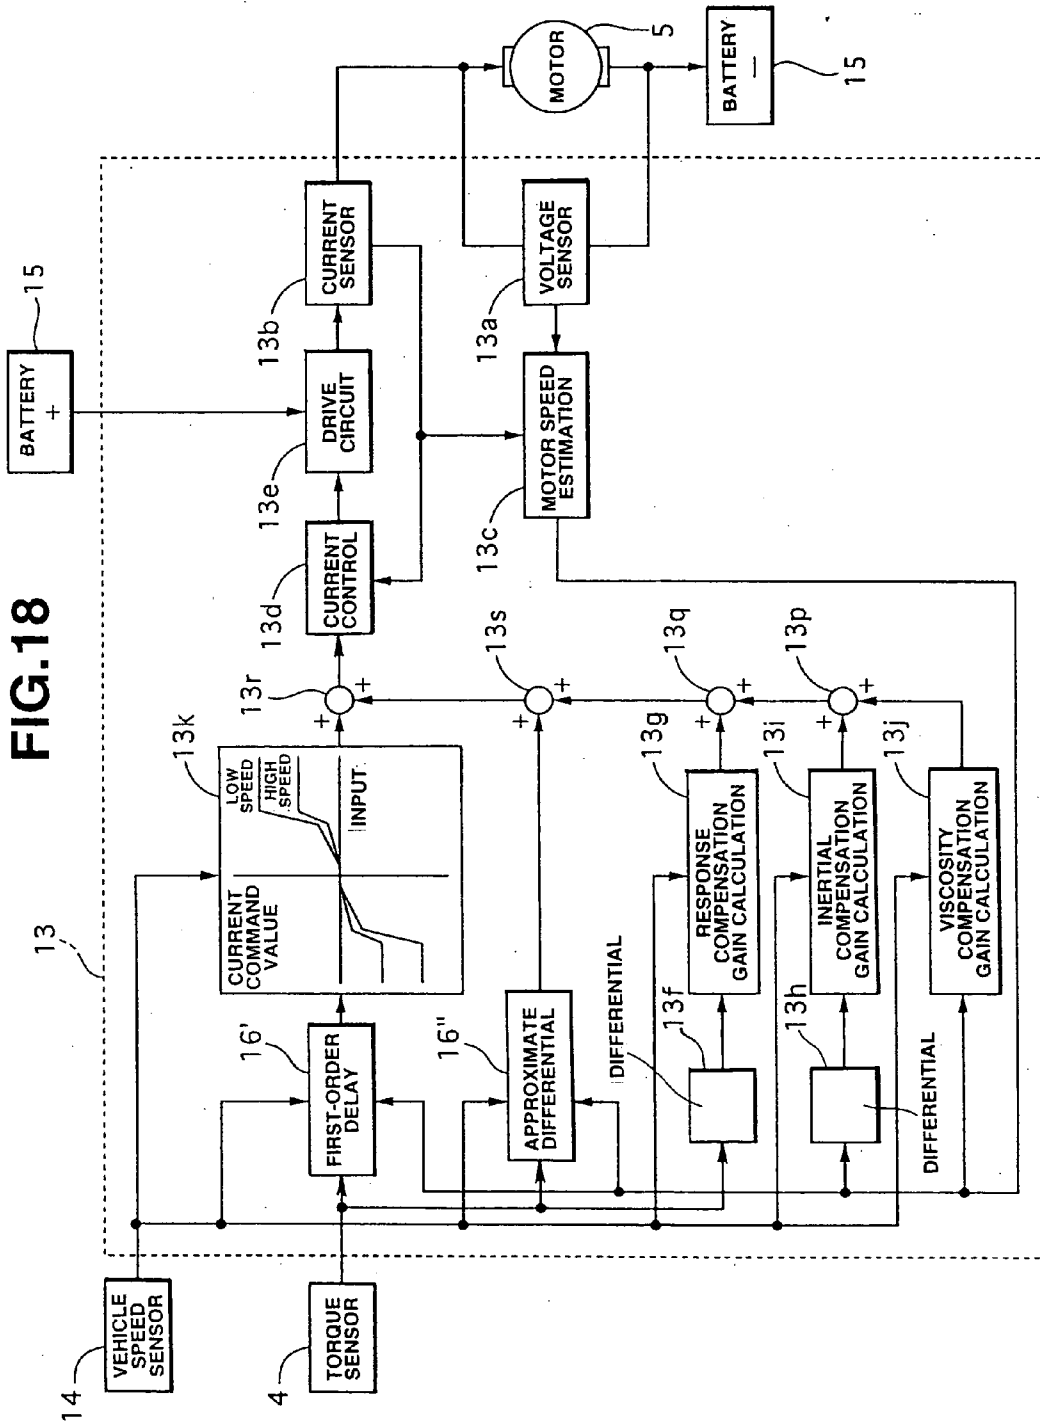 FIG.18
14
VEHICLE
SPEED
SENSOR
4
TORQUE
SENSOR
13
16'
FIRST-ORDER
DELAY
16"
APPROXIMATE
DIFFERENTIAL
DIFFERENTIAL
13f
13h
DIFFERENTIAL
13k
CURRENT
COMMAND
VALUE
LOW
SPEED
HIGH
SPEED
INPUT
13g
RESPONSE
COMPENSATION
GAIN CALCULATION
13i
INERTIAL
COMPENSATION
GAIN CALCULATION
13j
VISCOSITY
COMPENSATION
GAIN CALCULATION
13r
+
+
13s
+
+
13q
+
+
13p
+
+
13d
CURRENT
CONTROL
13e
DRIVE
CIRCUIT
13b
CURRENT
SENSOR
13c
MOTOR SPEED
ESTIMATION
13a
VOLTAGE
SENSOR
BATTERY
+
15
MOTOR
5
BATTERY
−
15